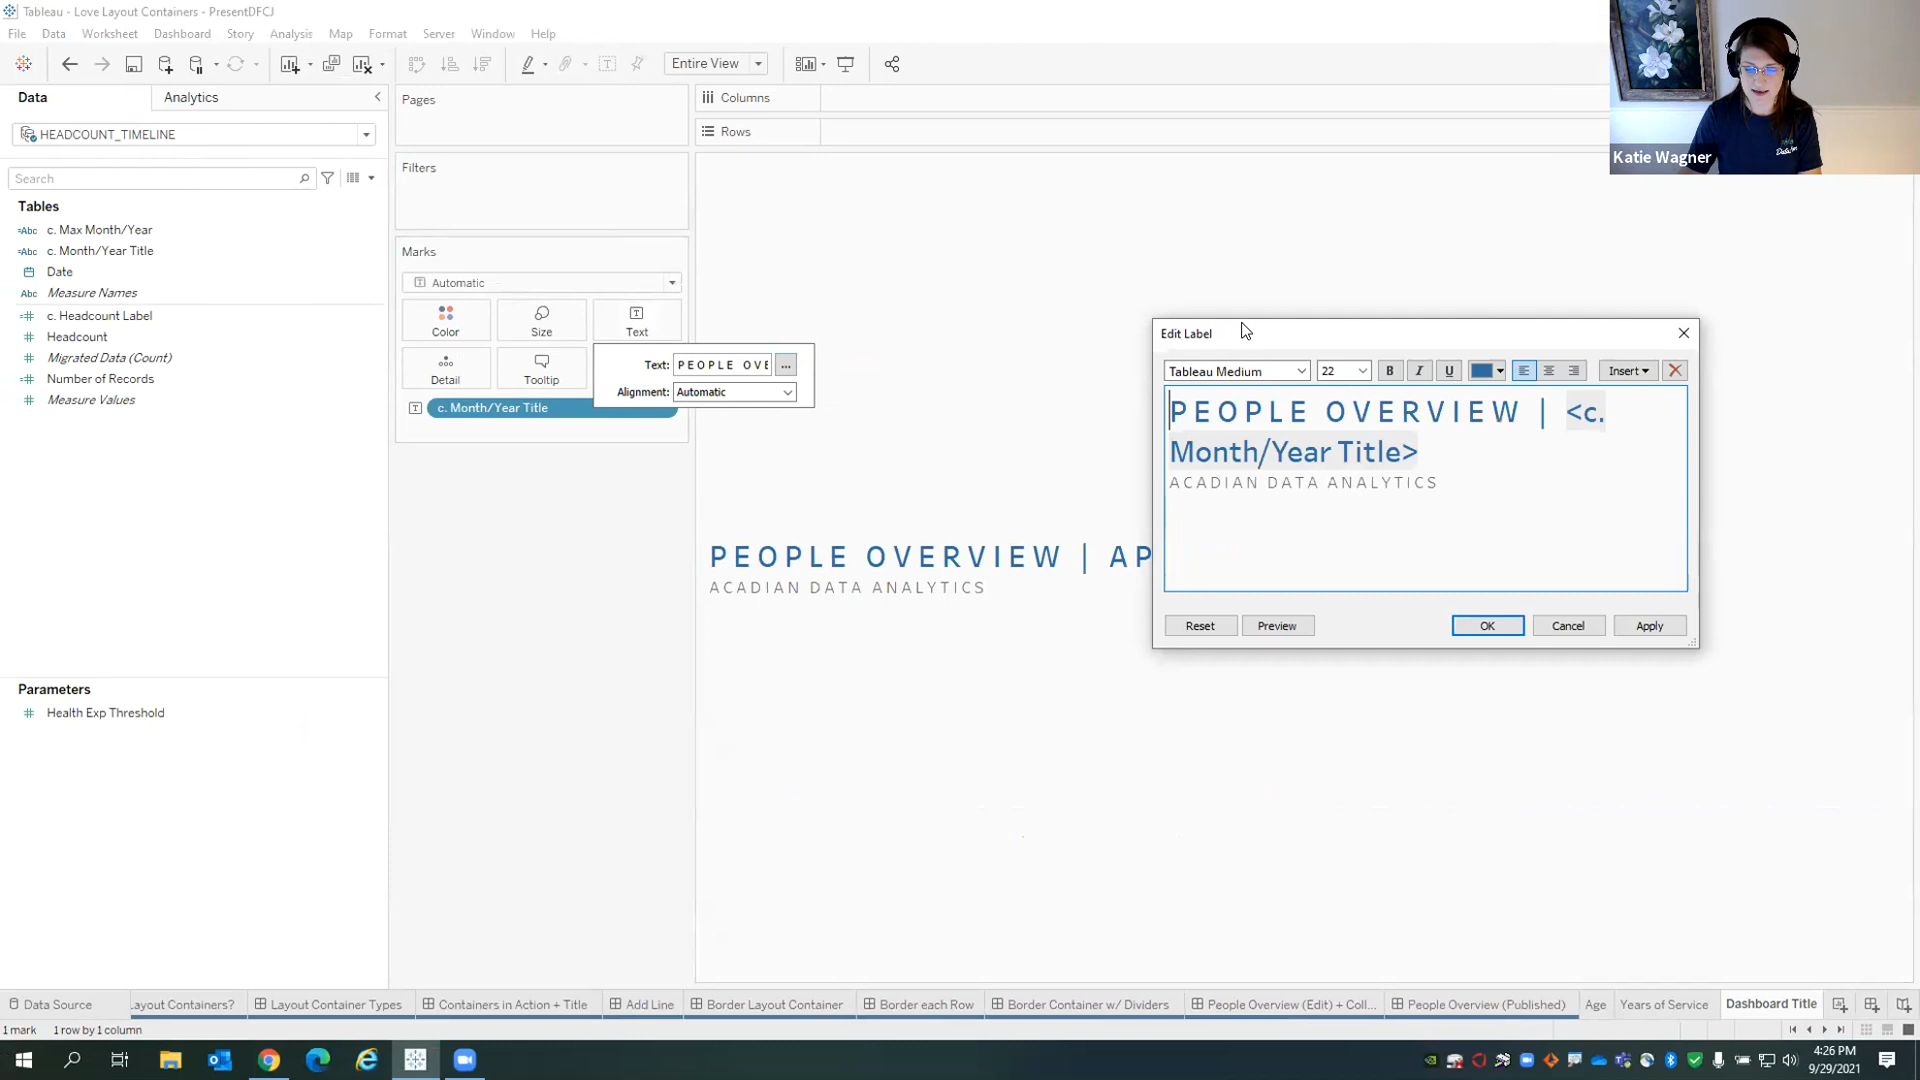 Tableau - Love Layout Containers - PresentDFCJ
File Data Worksheet Dashboard Story Analysis Map Format Server Window Help
Entire View
Data Analytics
Pages
Columns
HEADCOUNT_TIMELINE
Rows
Katie Wagner
Search
Filters
Tables
Abc c. Max Month/Year
Abc c. Month/Year Title
Date
Abc Measure Names
c. Headcount Label
Headcount
Migrated Data (Count)
Number of Records
Measure Values
Marks
Automatic
Color Size Text
Detail Tooltip
Text: PEOPLE OVE ...
Alignment: Automatic
c. Month/Year Title
Edit Label
Tableau Medium 22 B I U Insert
PEOPLE OVERVIEW | <c.
Month/Year Title>
ACADIAN DATA ANALYTICS
Reset Preview OK Cancel Apply
PEOPLE OVERVIEW | AP
ACADIAN DATA ANALYTICS
Parameters
Health Exp Threshold
Data Source ayout Containers? Layout Container Types Containers in Action + Title Add Line Border Layout Container Border each Row Border Container w/ Dividers People Overview (Edit) + Coll... People Overview (Published) Age Years of Service Dashboard Title
1 mark 1 row by 1 column
4:26 PM
9/29/2021